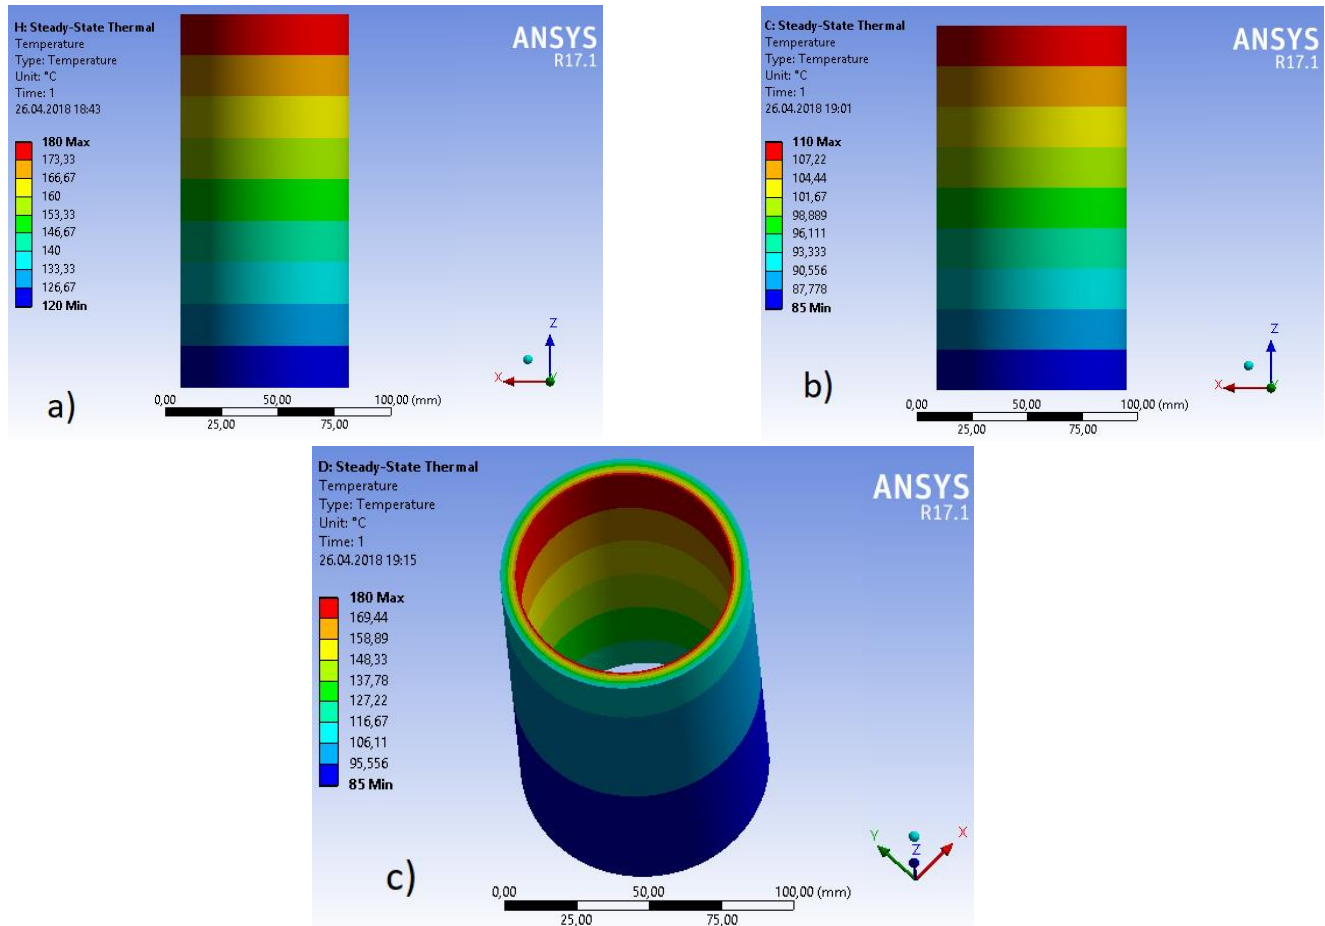 H: Steady-State Thermal
Temperature
Type: Temperature
Unit: °C
Time: 1
26.04.2018 18:43
180 Max
173,33
166,67
160
153,33
146,67
140
133,33
126,67
120 Min
ANSYS
R17.1
Z
X
Y
0,00 50,00 100,00 (mm)
25,00 75,00
a)
C: Steady-State Thermal
Temperature
Type: Temperature
Unit: °C
Time: 1
26.04.2018 19:01
110 Max
107,22
104,44
101,67
98,889
96,111
93,333
90,556
87,778
85 Min
ANSYS
R17.1
Z
X
Y
0,00 50,00 100,00 (mm)
25,00 75,00
b)
D: Steady-State Thermal
Temperature
Type: Temperature
Unit: °C
Time: 1
26.04.2018 19:15
180 Max
169,44
158,89
148,33
137,78
127,22
116,67
106,11
95,556
85 Min
ANSYS
R17.1
Y
X
Z
0,00 50,00 100,00 (mm)
25,00 75,00
c)